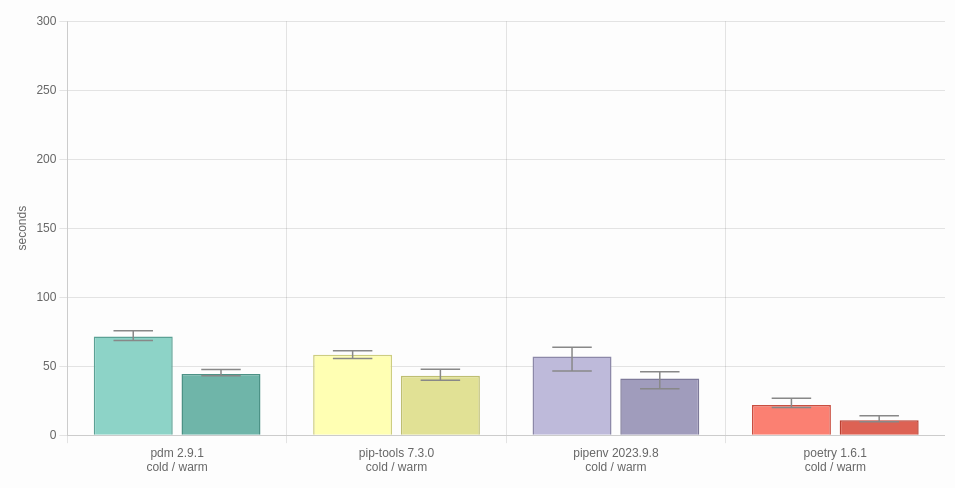 300
250
200
150
100
50
0
seconds
pdm 2.9.1
cold / warm
pip-tools 7.3.0
cold / warm
pipenv 2023.9.8
cold / warm
poetry 1.6.1
cold / warm